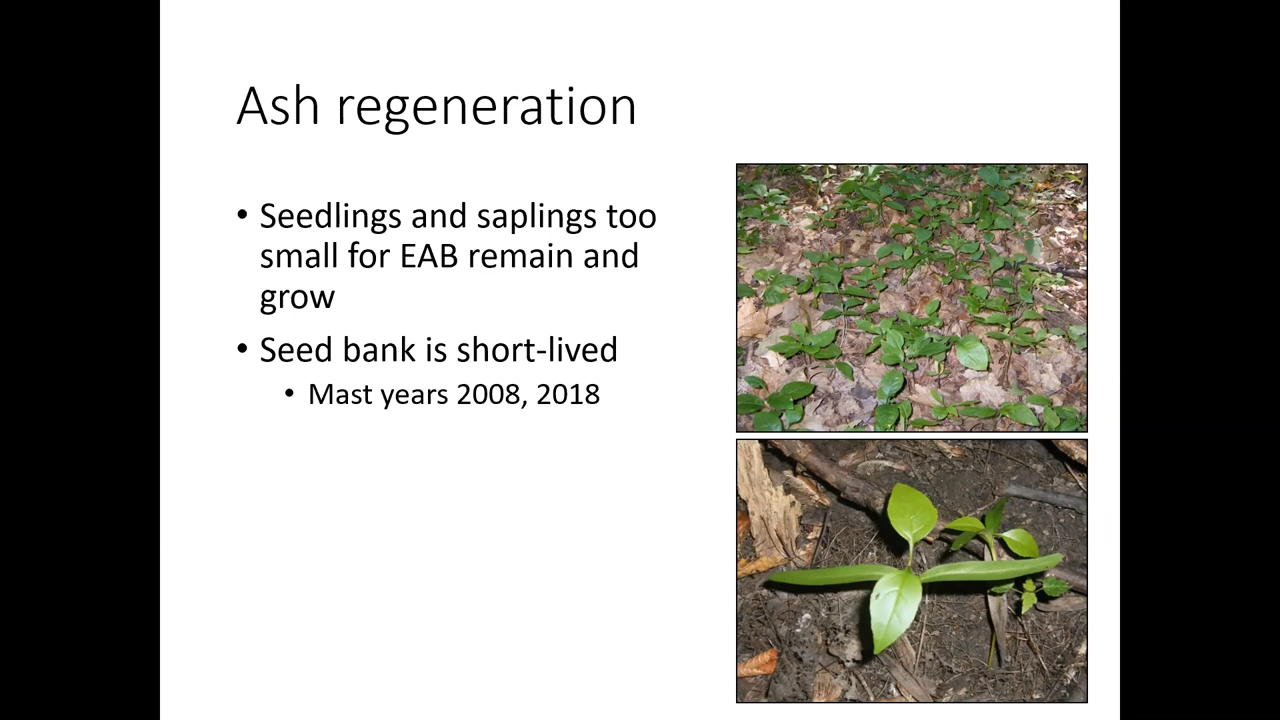 Ash regeneration
• Seedlings and saplings too
small for EAB remain and
grow
• Seed bank is short-lived
• Mast years 2008, 2018